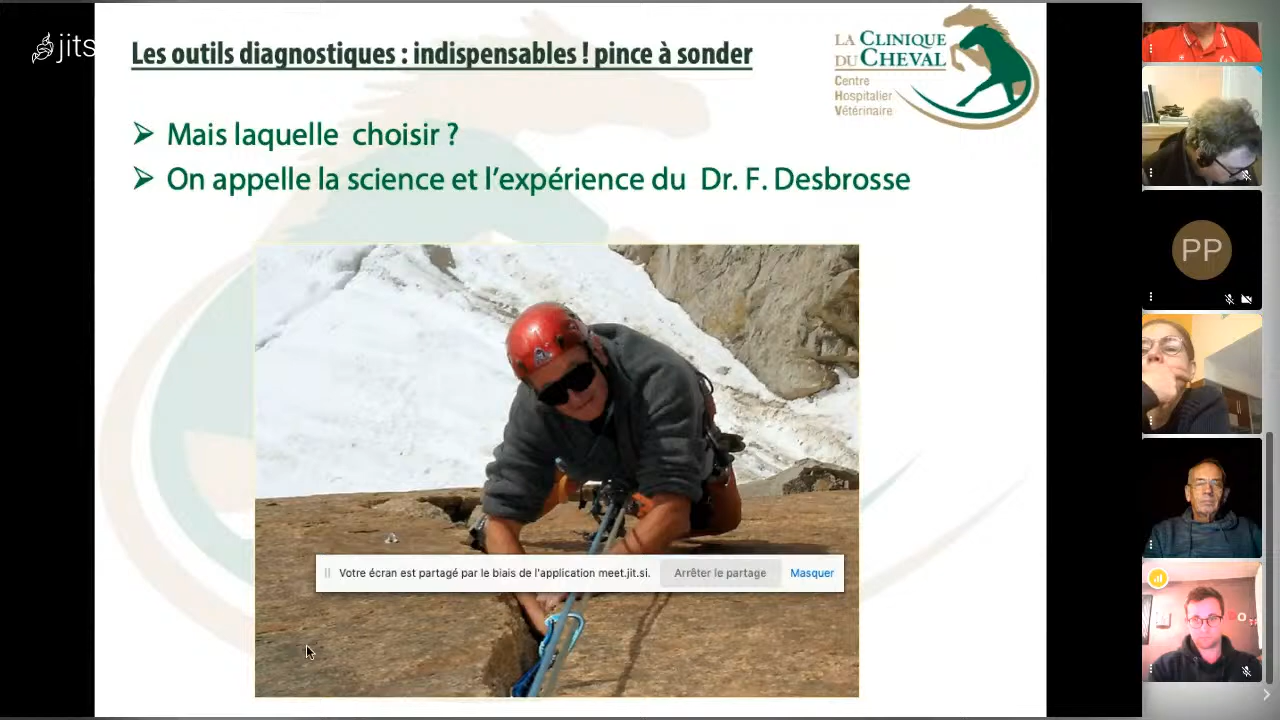 jits
Les outils diagnostiques : indispensables ! pince à sonder
LA CLINIQUE
DU CHEVAL
Centre
Hospitalier
Vétérinaire
➢ Mais laquelle choisir ?
➢ On appelle la science et l’expérience du Dr. F. Desbrosse
PP
Votre écran est partagé par le biais de l'application meet.jit.si.
Arrêter le partage
Masquer